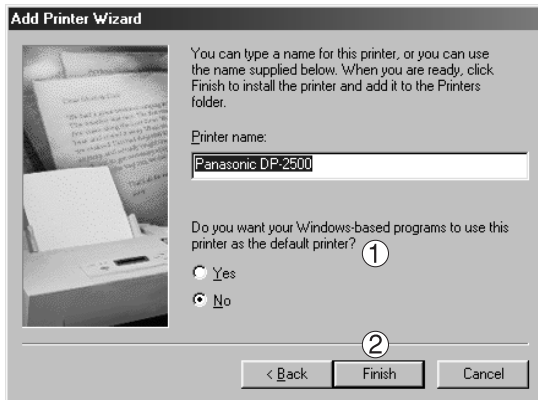 Add Printer Wizard
You can type a name for this printer, or you can use
the name supplied below. When you are ready, click
Finish to install the printer and add it to the Printers
folder.
Printer name:
Panasonic DP-2500
Do you want your Windows-based programs to use this
printer as the default printer?
①
Yes
No
②
< Back Finish Cancel